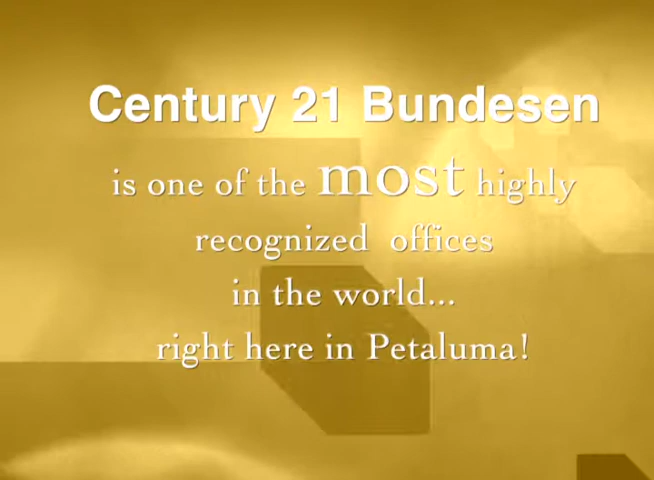 Century 21 Bundesen
is one of the most highly
recognized offices
in the world...
right here in Petaluma!